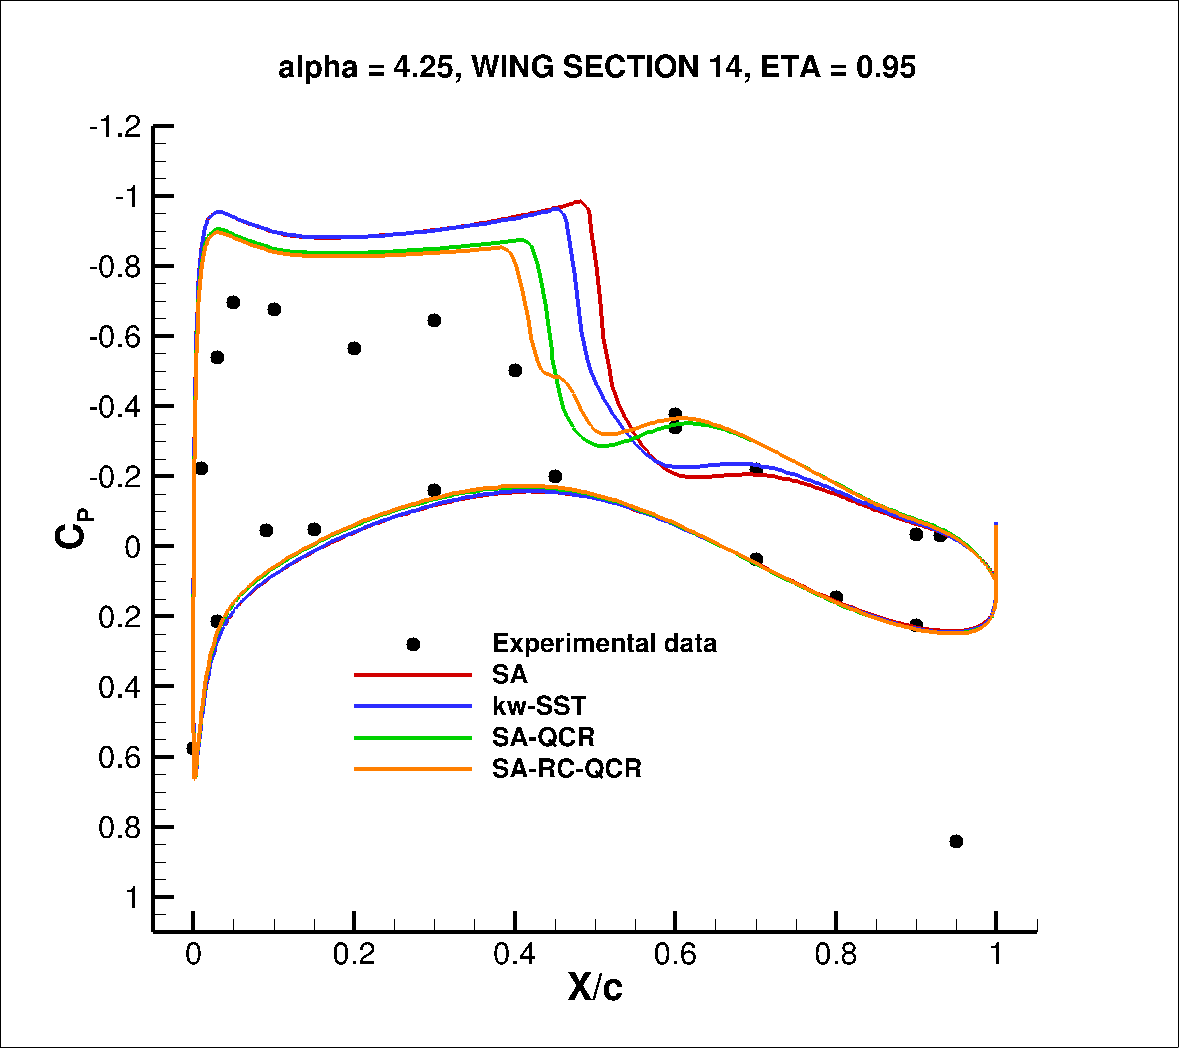 alpha = 4.25, WING SECTION 14, ETA = 0.95
-1.2
-1
-0.8
-0.6
-0.4
-0.2
0
0.2
0.4
0.6
0.8
1
CP
Experimental data
SA
kw-SST
SA-QCR
SA-RC-QCR
0 0.2 0.4 0.6 0.8 1
X/c